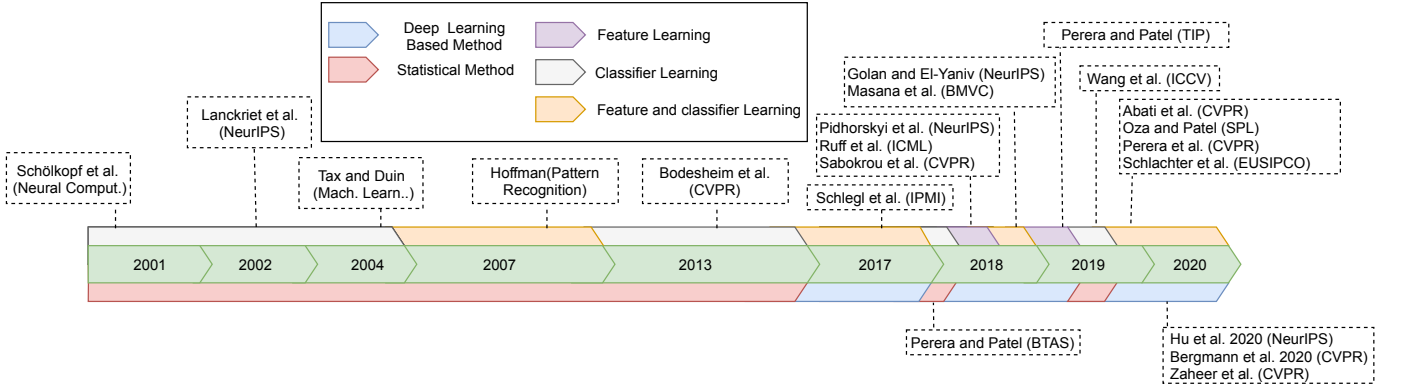 Deep Learning
Based Method
Statistical Method
Feature Learning
Classifier Learning
Feature and classifier Learning
Perera and Patel (TIP)
Golan and El-Yaniv (NeurIPS)
Masana et al. (BMVC)
Wang et al. (ICCV)
Lanckriet et al.
(NeurIPS)
Pidhorskyi et al. (NeurIPS)
Ruff et al. (ICML)
Sabokrou et al. (CVPR)
Abati et al. (CVPR)
Oza and Patel (SPL)
Perera et al. (CVPR)
Schlachter et al. (EUSIPCO)
Schölkopf et al.
(Neural Comput.)
Tax and Duin
(Mach. Learn..)
Hoffman(Pattern
Recognition)
Bodesheim et al.
(CVPR)
Schlegl et al. (IPMI)
2001
2002
2004
2007
2013
2017
2018
2019
2020
Perera and Patel (BTAS)
Hu et al. 2020 (NeurIPS)
Bergmann et al. 2020 (CVPR)
Zaheer et al. (CVPR)